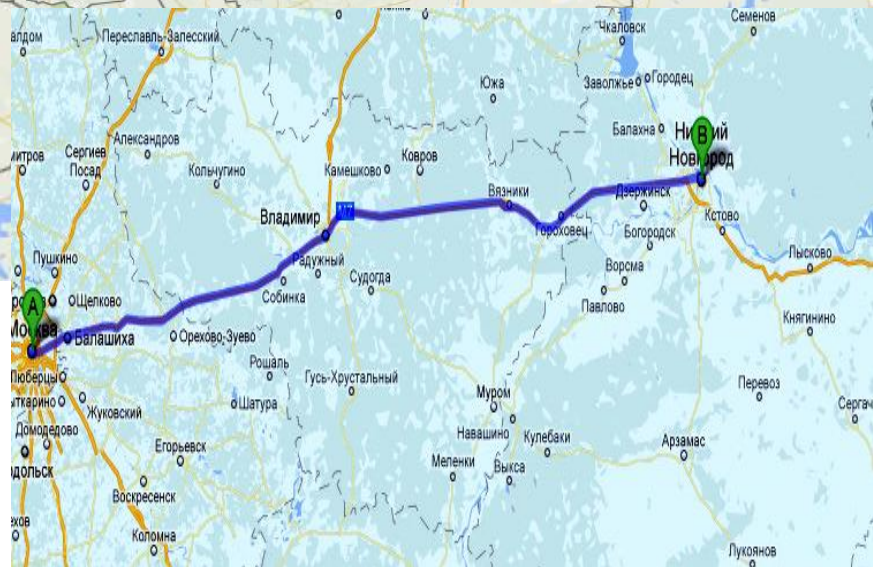 Семенов
Чкаловск
Переславль-Залесский
Заволжье
Городец
Южа
Балахна
Нижний
Новгород
B
Александров
Сергиев
Посад
Кольчугино
Камешково
Ковров
Вязники
Дзержинск
Кстово
Владимир
Гороховец
Богородск
Радужный
Лысково
Пушкино
Собинка
Судогда
Ворсма
Павлово
Щелково
A
Москва
Балашиха
Орехово-Зуево
Княгинино
Люберцы
Рошаль
Гусь-Хрустальный
Перевоз
Муром
Жуковский
Шатура
Навашино
Кулебаки
Арзамас
Домодедово
Егорьевск
Меленки
Выкса
Воскресенск
Коломна
Лукоянов